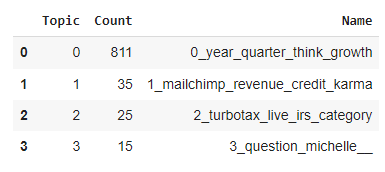 Topic Count Name
0 0 811 0_year_quarter_think_growth
1 1 35 1_mailchimp_revenue_credit_karma
2 2 25 2_turbotax_live_irs_category
3 3 15 3_question_michelle__